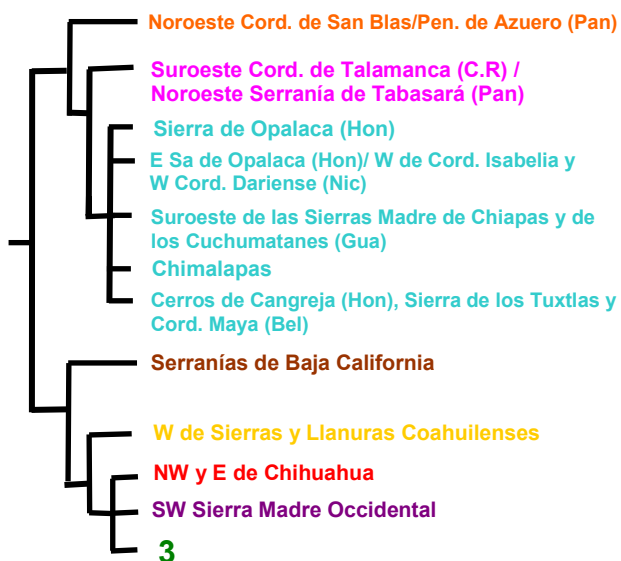 Noroeste Cord. de San Blas/Pen. de Azuero (Pan)
Suroeste Cord. de Talamanca (C.R) /
Noroeste Serranía de Tabasará (Pan)
Sierra de Opalaca (Hon)
E Sa de Opalaca (Hon)/ W de Cord. Isabelia y
W Cord. Dariense (Nic)
Suroeste de las Sierras Madre de Chiapas y de
los Cuchumatanes (Gua)
Chimalapas
Cerros de Cangreja (Hon), Sierra de los Tuxtlas y
Cord. Maya (Bel)
Serranías de Baja California
W de Sierras y Llanuras Coahuilenses
NW y E de Chihuahua
SW Sierra Madre Occidental
3